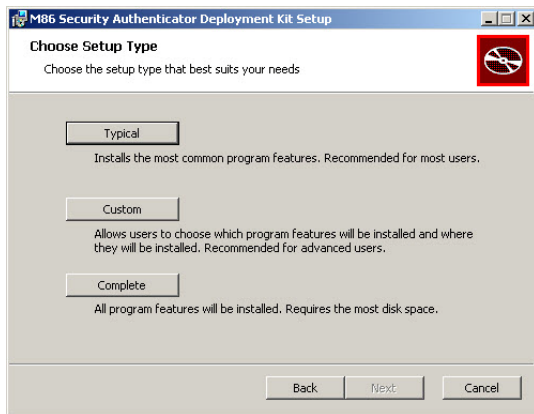 M86 Security Authenticator Deployment Kit Setup
Choose Setup Type
Choose the setup type that best suits your needs
Typical
Installs the most common program features. Recommended for most users.
Custom
Allows users to choose which program features will be installed and where
they will be installed. Recommended for advanced users.
Complete
All program features will be installed. Requires the most disk space.
Back
Next
Cancel